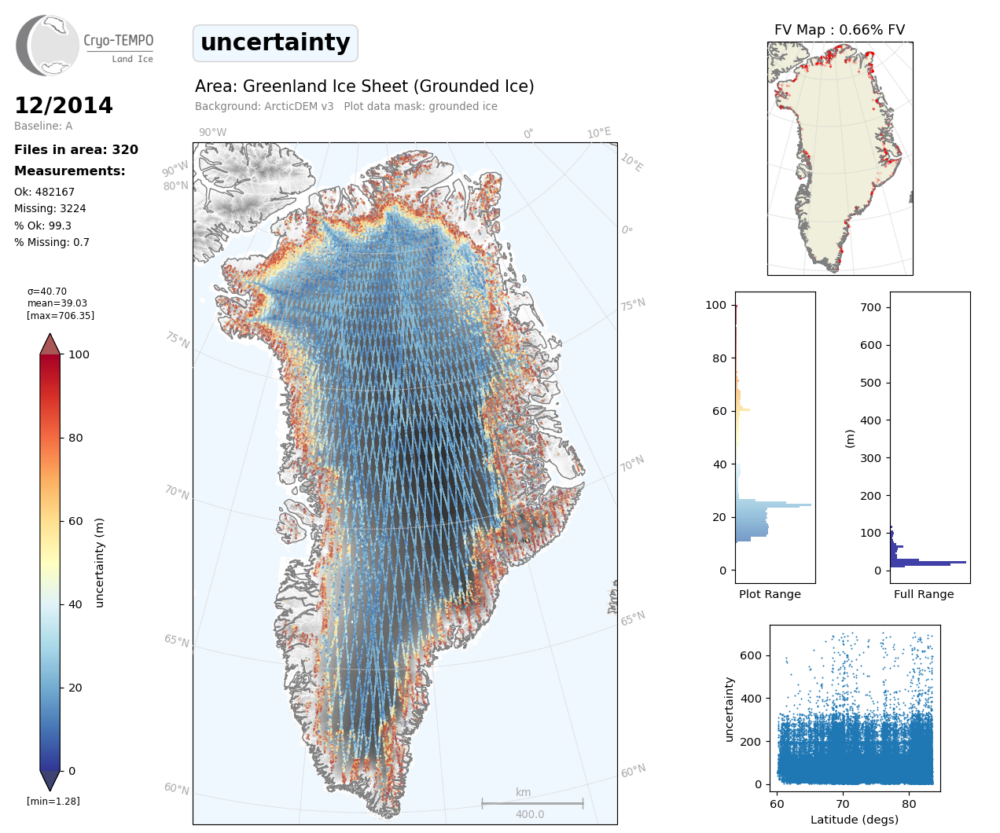 Cryo-TEMPO
Land Ice
12/2014
Baseline: A
Files in area: 320
Measurements:
Ok: 482167
Missing: 3224
% Ok: 99.3
% Missing: 0.7
σ=40.70
mean=39.03
[max=706.35]
100
80
60
40
20
0
uncertainty (m)
[min=1.28]
uncertainty
Area: Greenland Ice Sheet (Grounded Ice)
Background: ArcticDEM v3   Plot data mask: grounded ice
90°W
0°
10°E
90°W
80°N
75°N
70°N
65°N
60°N
10°E
0°
75°N
70°N
65°N
60°N
km
400.0
FV Map : 0.66% FV
100
80
60
40
20
0
Plot Range
700
600
500
400
300
200
100
0
(m)
Full Range
600
400
200
0
uncertainty
60
70
80
Latitude (degs)